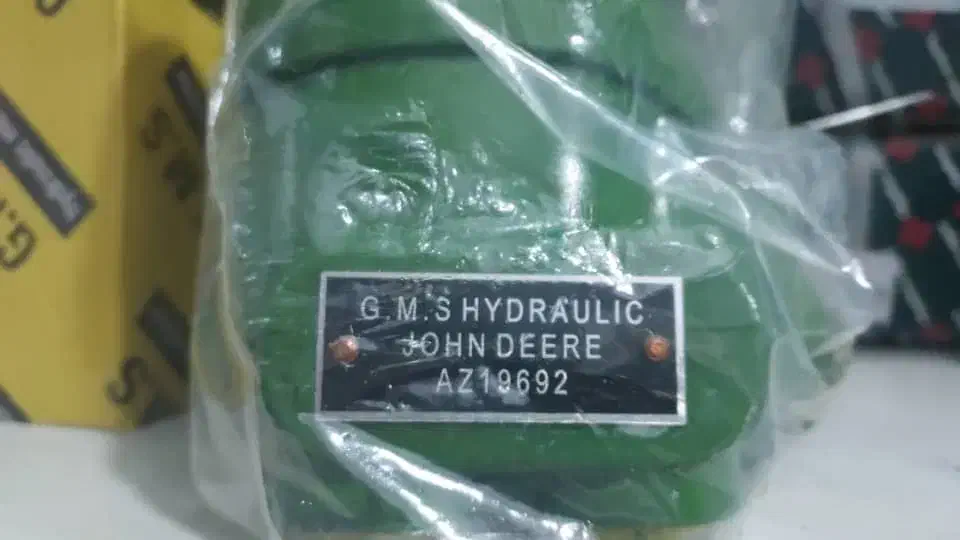 G.M.S HYDRAULIC
JOHN DEERE
AZ19692
G.
M.S
S